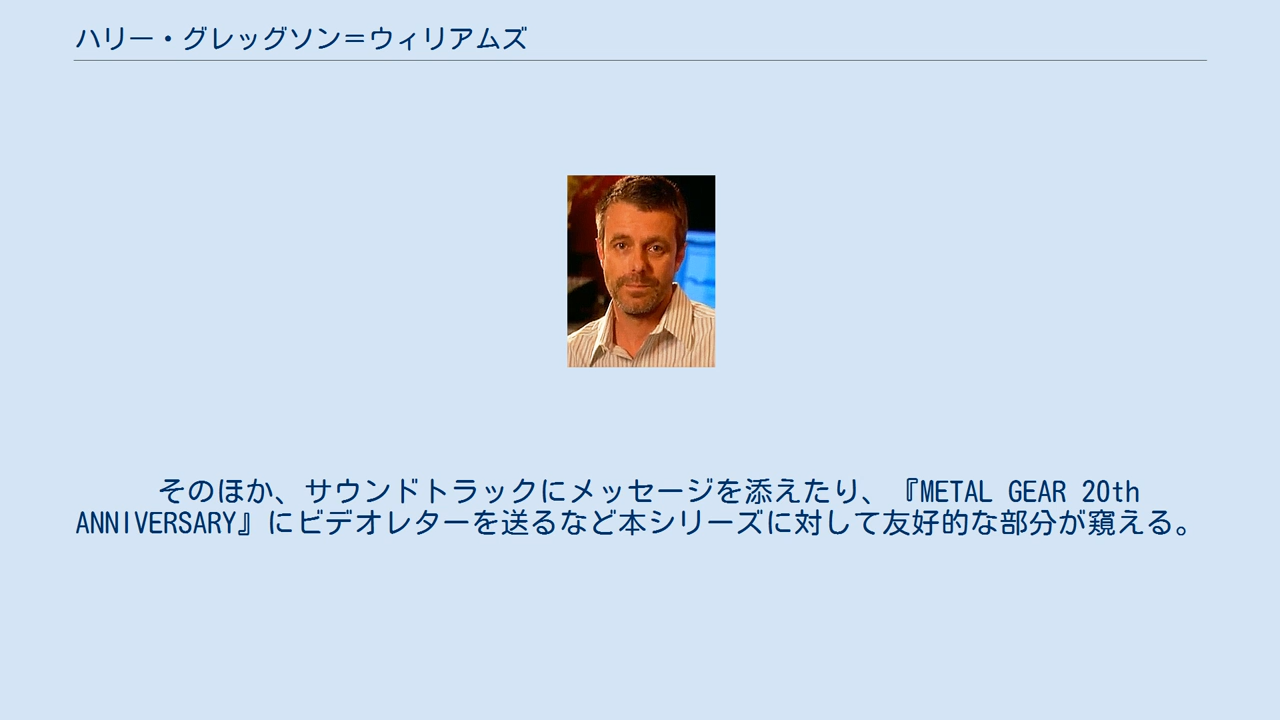 ハリー・グレッグソン＝ウィリアムズ
そのほか、サウンドトラックにメッセージを添えたり、『METAL GEAR 20th
ANNIVERSARY』にビデオレターを送るなど本シリーズに対して友好的な部分が窺える。